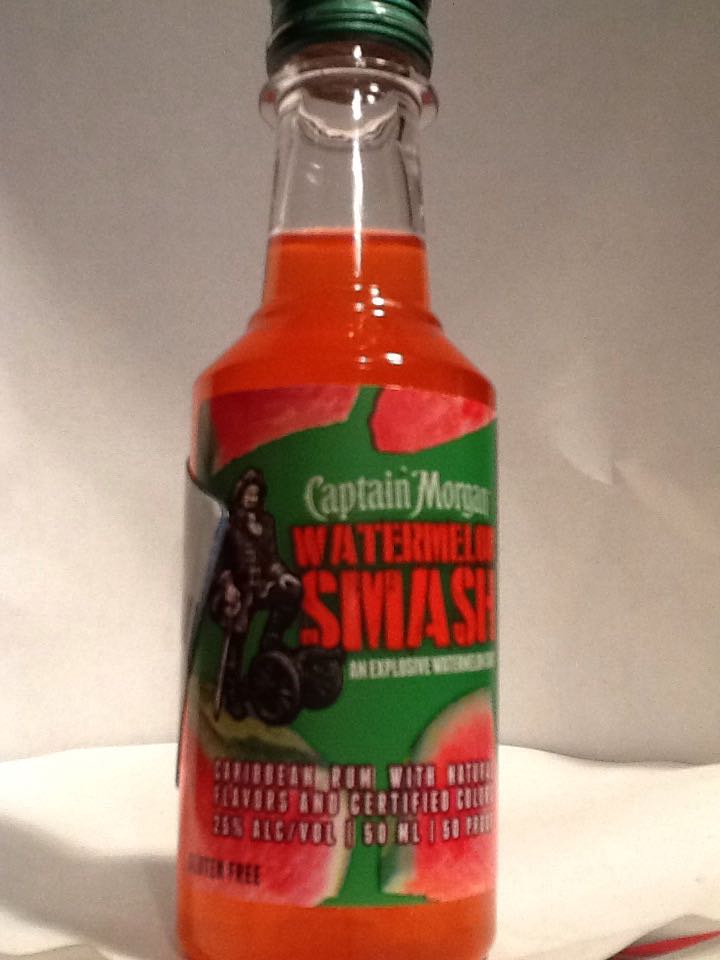 Captain Morgan
WATERMELON
SMASH
AN EXPLOSIVE WATERMELON
CARIBBEAN RUM WITH NATURAL
FLAVORS AND CERTIFIED COLORS
25% ALC/VOL | 50 ML | 50 PROOF
GLUTEN FREE